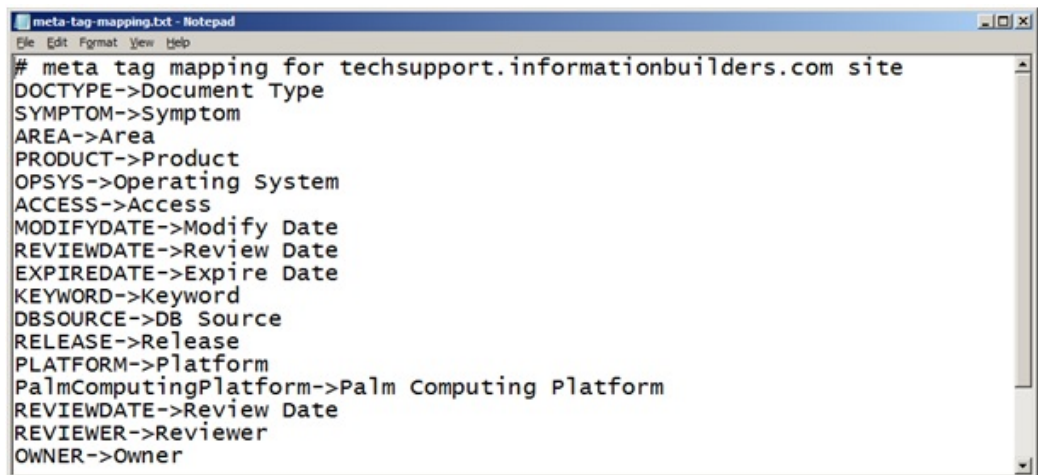 meta-tag-mapping.txt - Notepad
File Edit Format View Help
# meta tag mapping for techsupport.informationbuilders.com site
DOCTYPE->Document Type
SYMPTOM->Symptom
AREA->Area
PRODUCT->Product
OPSYS->Operating System
ACCESS->Access
MODIFYDATE->Modify Date
REVIEWDATE->Review Date
EXPIREDATE->Expire Date
KEYWORD->Keyword
DBSOURCE->DB Source
RELEASE->Release
PLATFORM->Platform
PalmComputingPlatform->Palm Computing Platform
REVIEWDATE->Review Date
REVIEWER->Reviewer
OWNER->Owner